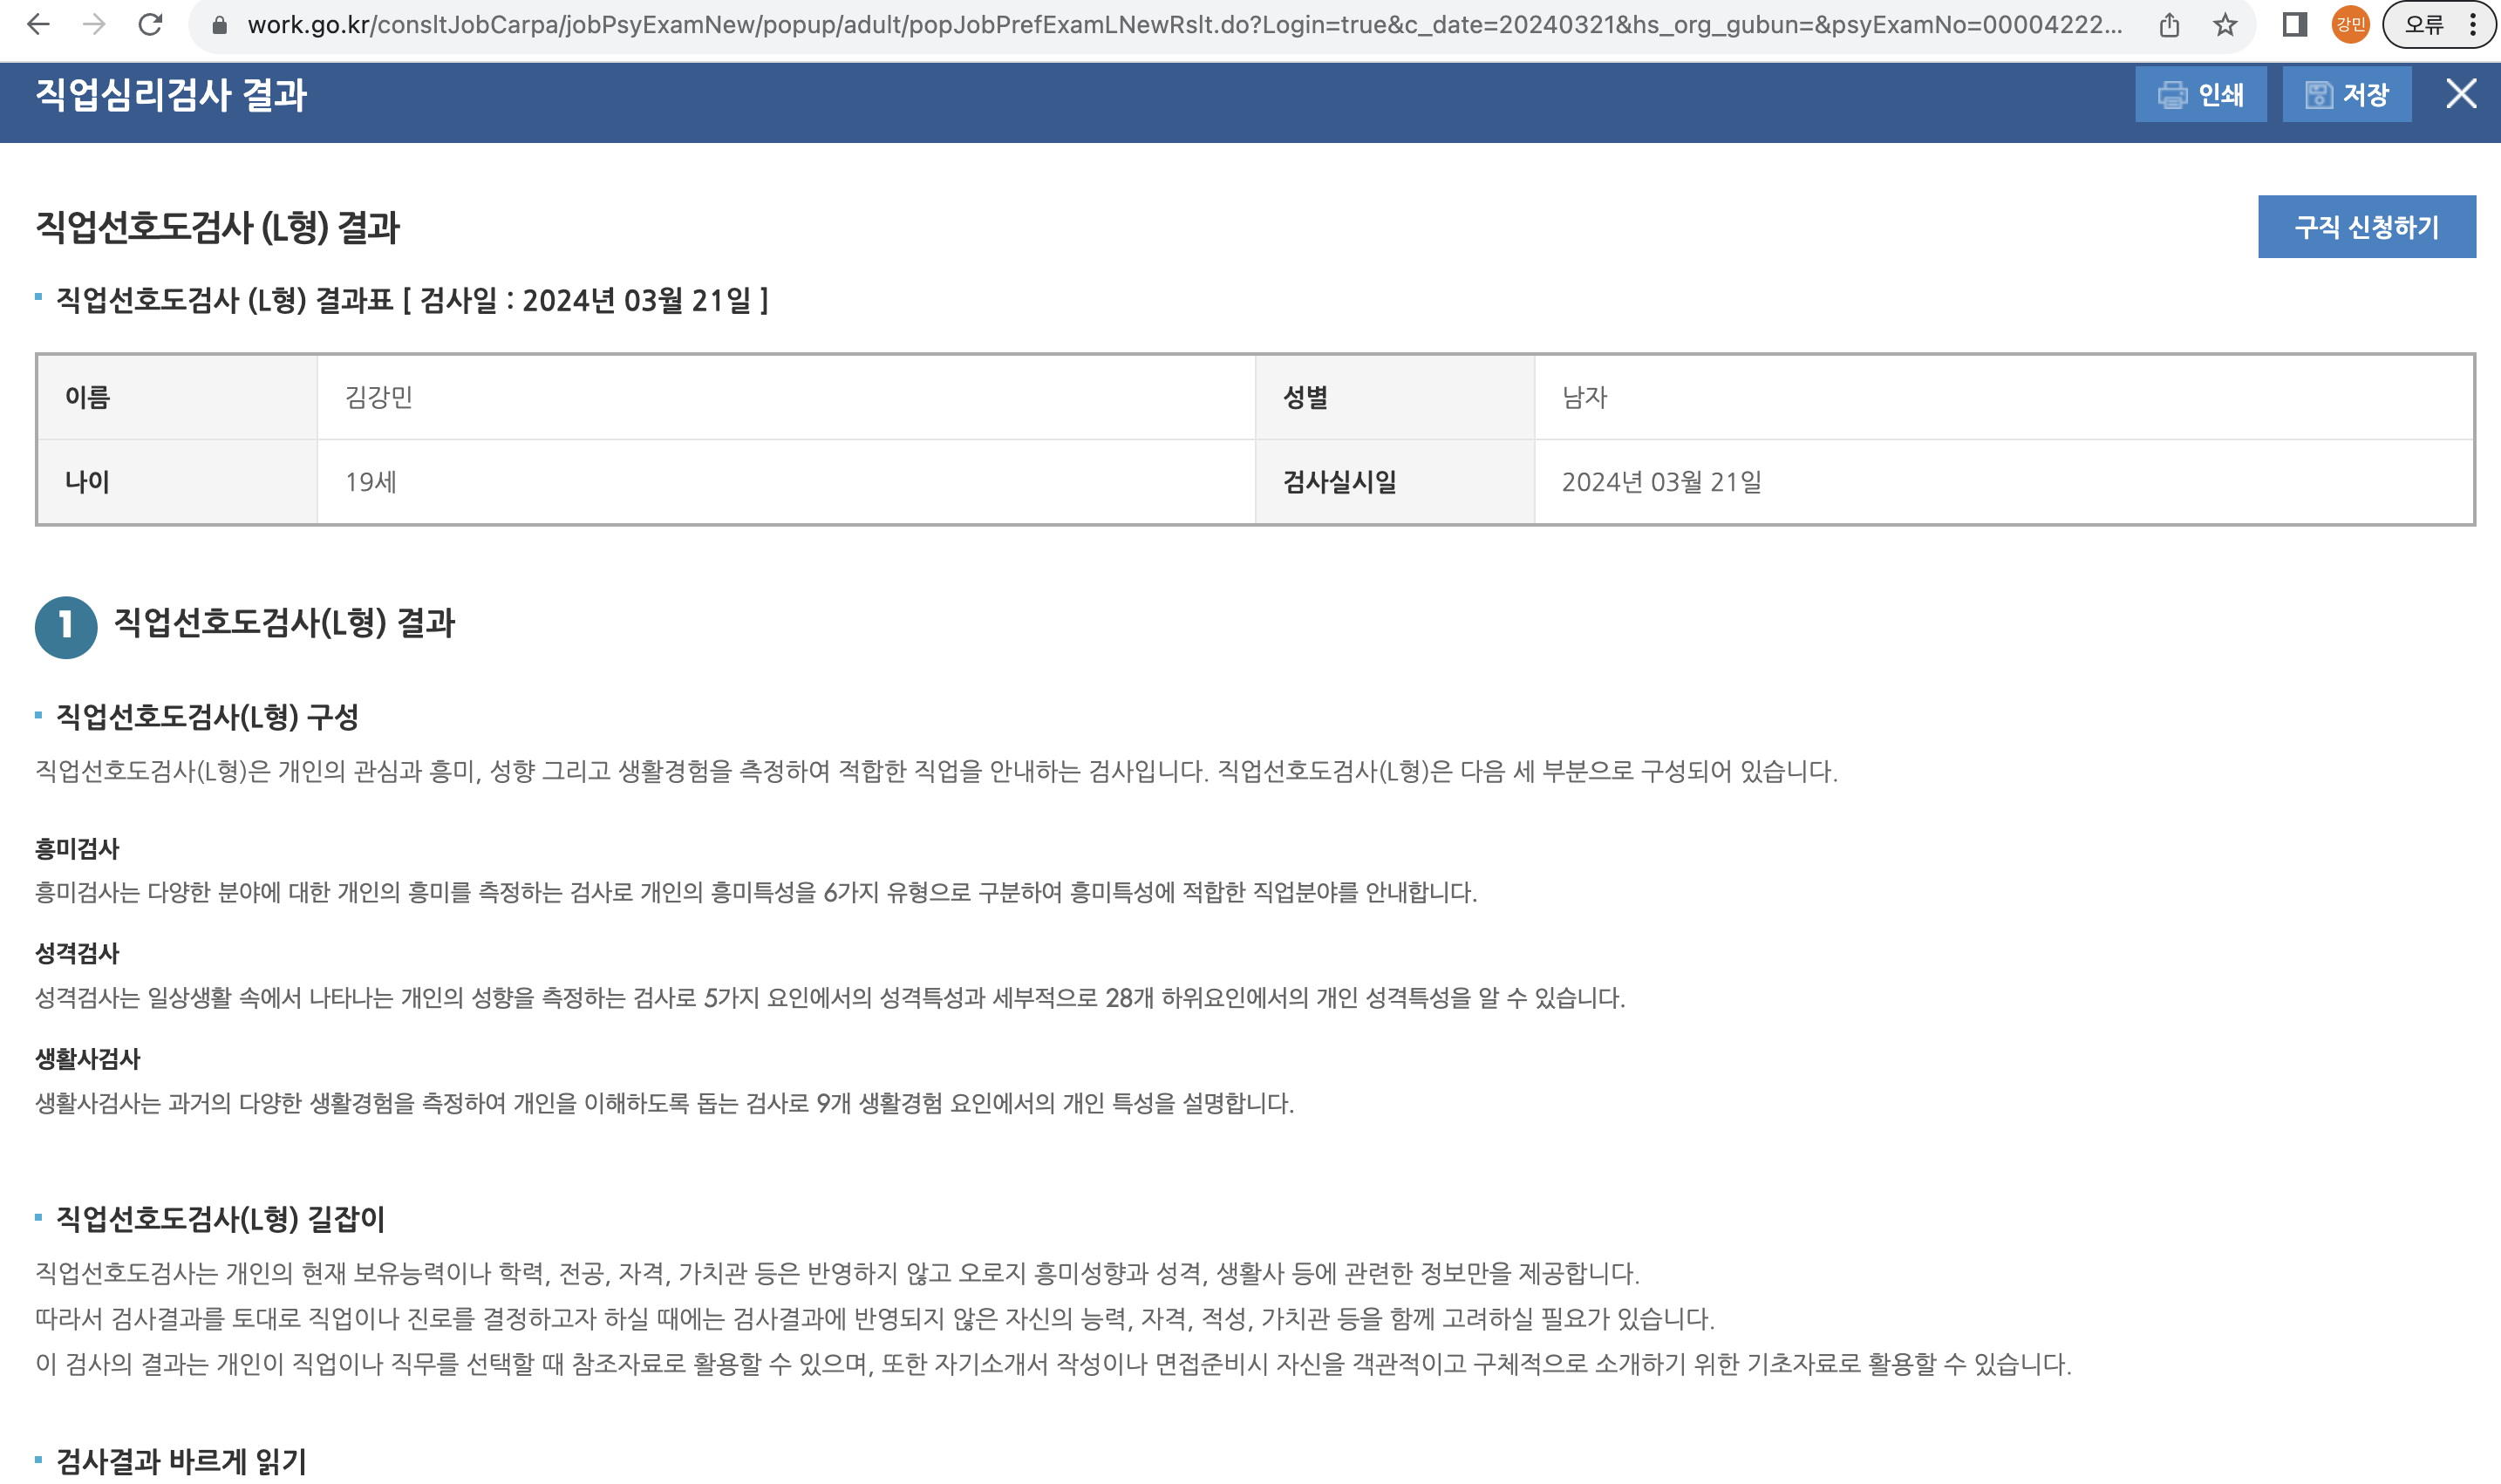 work.go.kr/consltJobCarpa/jobPsyExamNew/popup/adult/popJobPrefExamLNewRslt.do?Login=true&c_date=20240321&hs_org_gubun=&psyExamNo=00004222...
강민
오류
직업심리검사 결과
인쇄
저장
직업선호도검사 (L형) 결과
구직 신청하기
직업선호도검사 (L형) 결과표 [ 검사일 : 2024년 03월 21일 ]
이름 김강민 성별 남자
나이 19세 검사실시일 2024년 03월 21일
1 직업선호도검사(L형) 결과
직업선호도검사(L형) 구성
직업선호도검사(L형)은 개인의 관심과 흥미, 성향 그리고 생활경험을 측정하여 적합한 직업을 안내하는 검사입니다. 직업선호도검사(L형)은 다음 세 부분으로 구성되어 있습니다.
흥미검사
흥미검사는 다양한 분야에 대한 개인의 흥미를 측정하는 검사로 개인의 흥미특성을 6가지 유형으로 구분하여 흥미특성에 적합한 직업분야를 안내합니다.
성격검사
성격검사는 일상생활 속에서 나타나는 개인의 성향을 측정하는 검사로 5가지 요인에서의 성격특성과 세부적으로 28개 하위요인에서의 개인 성격특성을 알 수 있습니다.
생활사검사
생활사검사는 과거의 다양한 생활경험을 측정하여 개인을 이해하도록 돕는 검사로 9개 생활경험 요인에서의 개인 특성을 설명합니다.
직업선호도검사(L형) 길잡이
직업선호도검사는 개인의 현재 보유능력이나 학력, 전공, 자격, 가치관 등은 반영하지 않고 오로지 흥미성향과 성격, 생활사 등에 관련한 정보만을 제공합니다.
따라서 검사결과를 토대로 직업이나 진로를 결정하고자 하실 때에는 검사결과에 반영되지 않은 자신의 능력, 자격, 적성, 가치관 등을 함께 고려하실 필요가 있습니다.
이 검사의 결과는 개인이 직업이나 직무를 선택할 때 참조자료로 활용할 수 있으며, 또한 자기소개서 작성이나 면접준비시 자신을 객관적이고 구체적으로 소개하기 위한 기초자료로 활용할 수 있습니다.
검사결과 바르게 읽기